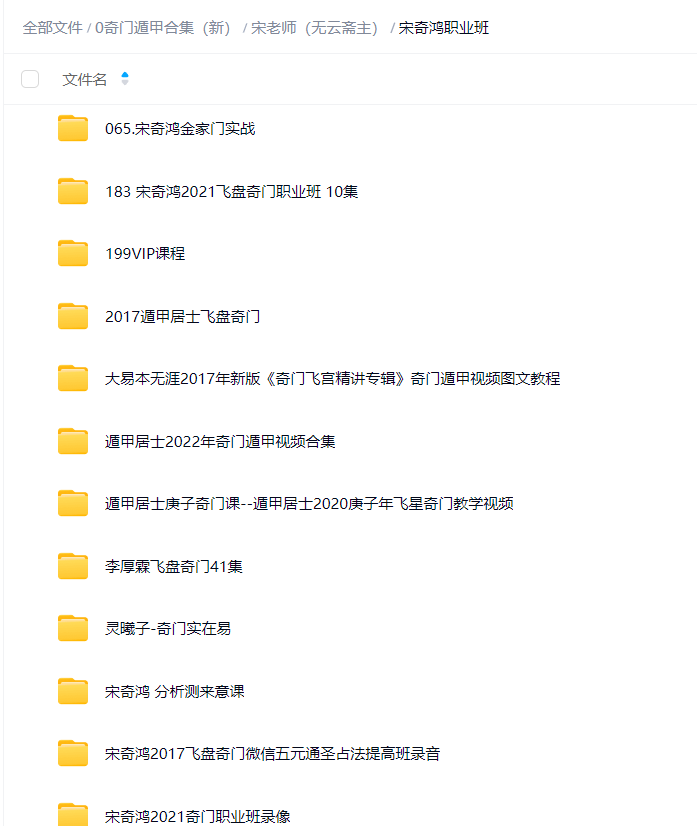 全部文件 / 0奇门遁甲合集（新） / 宋老师（无云斋主） / 宋奇鸿职业班
文件名
065.宋奇鸿金家门实战
183 宋奇鸿2021飞盘奇门职业班 10集
199VIP课程
2017遁甲居士飞盘奇门
大易本无涯2017年新版《奇门飞宫精讲专辑》奇门遁甲视频图文教程
遁甲居士2022年奇门遁甲视频合集
遁甲居士庚子奇门课--遁甲居士2020庚子年飞星奇门教学视频
李厚霖飞盘奇门41集
灵曦子-奇门实在易
宋奇鸿 分析测来意课
宋奇鸿2017飞盘奇门微信五元通圣占法提高班录音
宋奇鸿2021奇门职业班录像